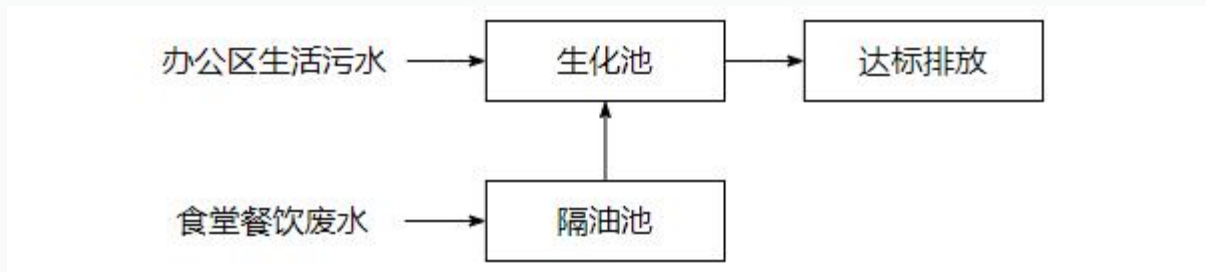 办公区生活污水
生化池
达标排放
食堂餐饮废水
隔油池